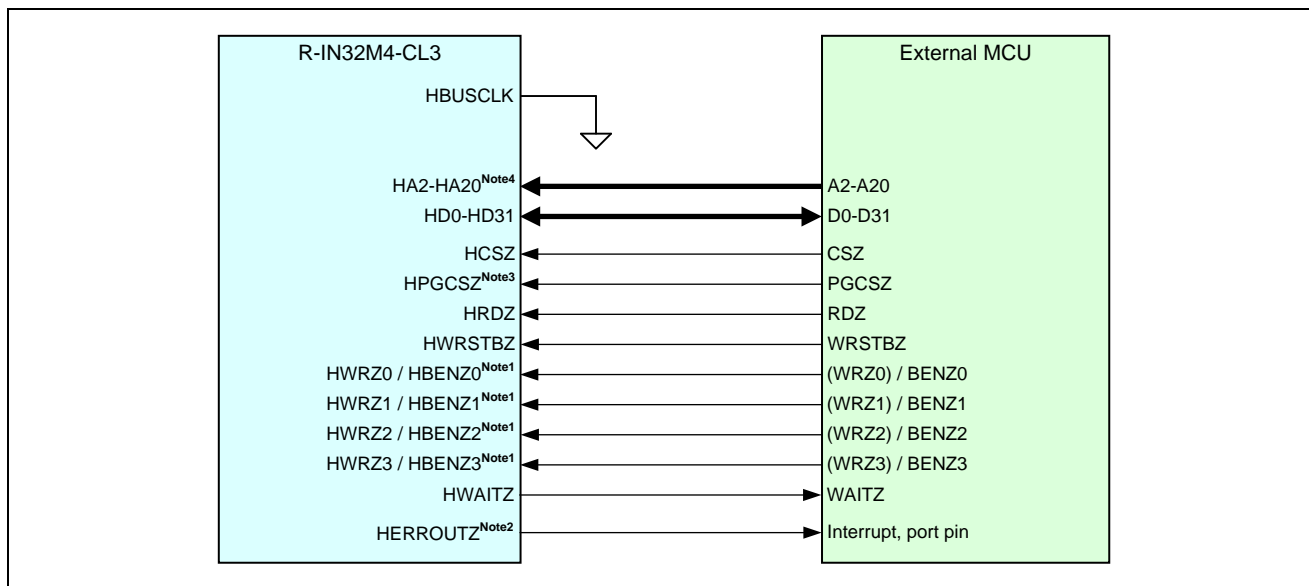 R-IN32M4-CL3 External MCU
HBUSCLK
HA2-HA20Note4 A2-A20
HD0-HD31 D0-D31
HCSZ CSZ
HPGCSZNote3 PGCSZ
HRDZ RDZ
HWRSTBZ WRSTBZ
HWRZ0 / HBENZ0Note1 (WRZ0) / BENZ0
HWRZ1 / HBENZ1Note1 (WRZ1) / BENZ1
HWRZ2 / HBENZ2Note1 (WRZ2) / BENZ2
HWRZ3 / HBENZ3Note1 (WRZ3) / BENZ3
HWAITZ WAITZ
HERROUTZNote2 Interrupt, port pin